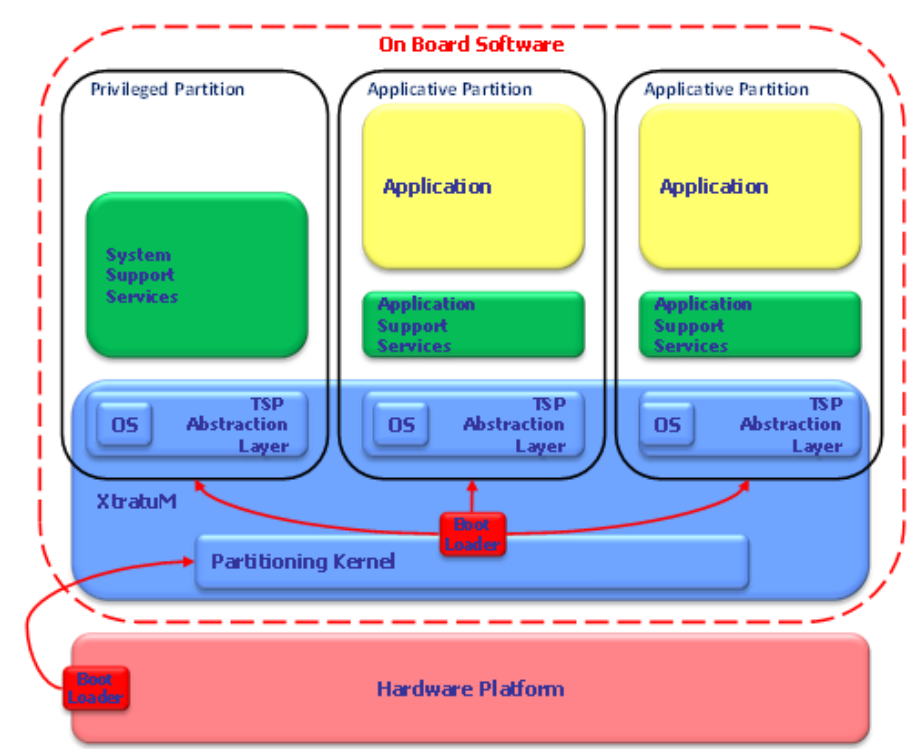 On Board Software
Privileged Partition
Applicative Partition
Applicative Partition
Application
Application
System
Support
Services
Application
Support
Services
Application
Support
Services
OS
TSP
Abstraction
Layer
OS
TSP
Abstraction
Layer
OS
TSP
Abstraction
Layer
XtratuM
Boot
Loader
Partitioning Kernel
Boot
Loader
Hardware Platform